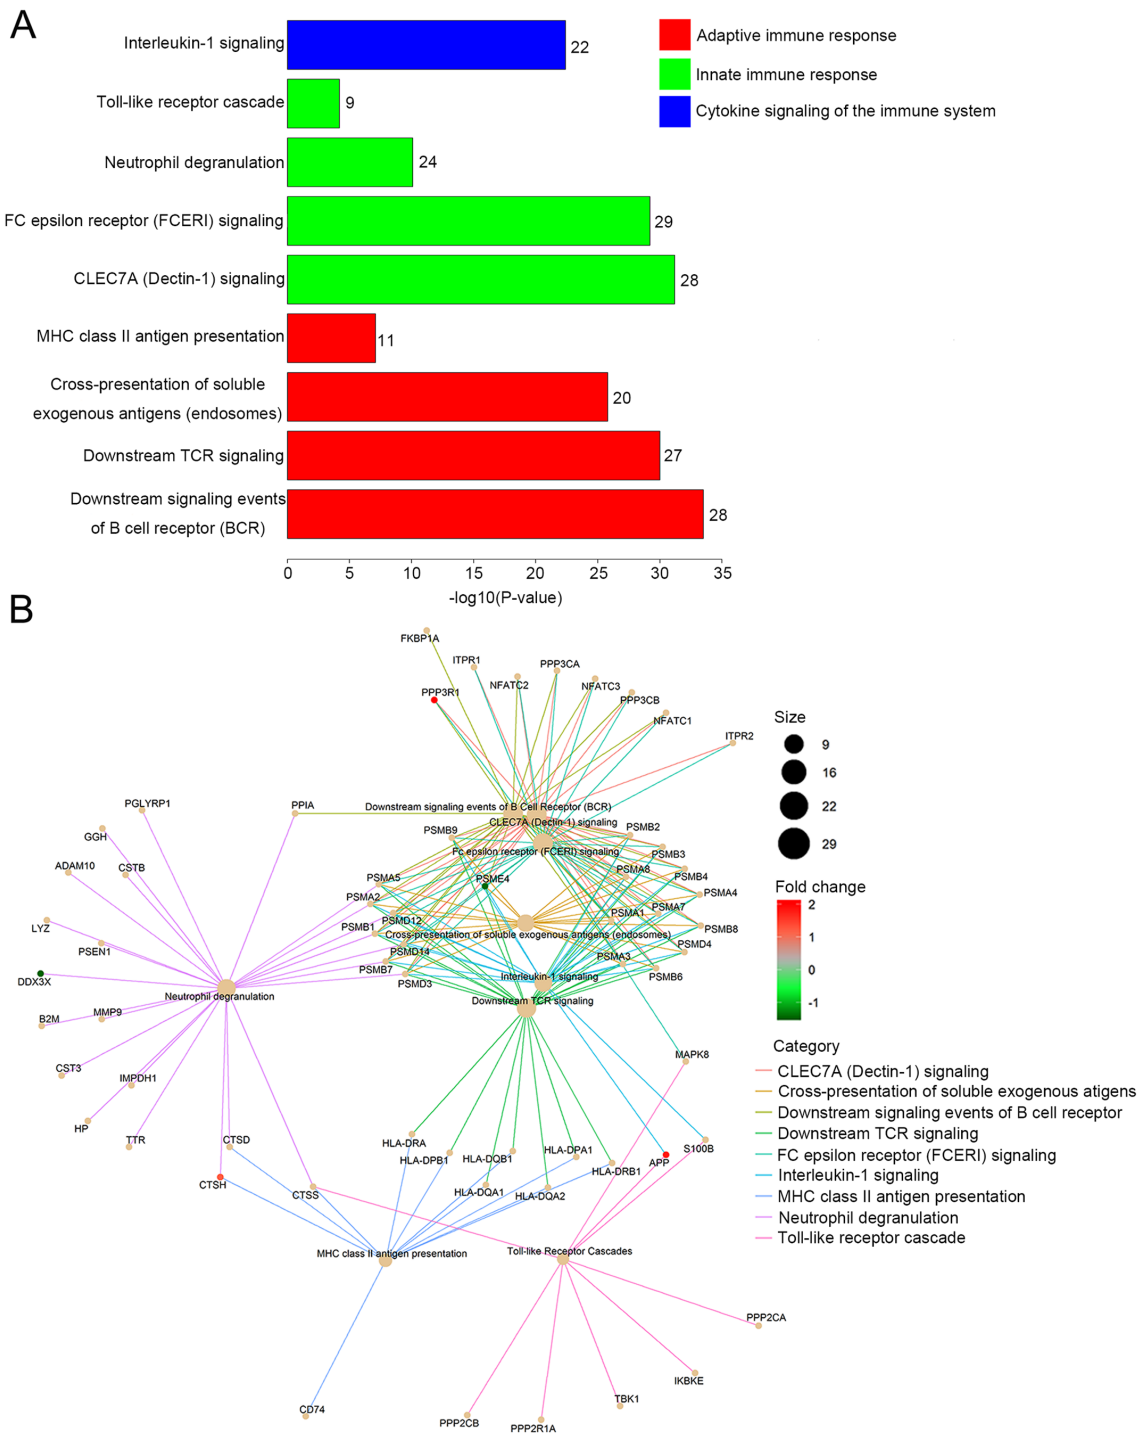 A
Interleukin-1 signaling
22
Toll-like receptor cascade
9
Neutrophil degranulation
24
FC epsilon receptor (FCERI) signaling
29
CLEC7A (Dectin-1) signaling
28
MHC class II antigen presentation
11
Cross-presentation of soluble
exogenous antigens (endosomes)
20
Downstream TCR signaling
27
Downstream signaling events
of B cell receptor (BCR)
28
0 5 10 15 20 25 30 35
-log10(P-value)
Adaptive immune response
Innate immune response
Cytokine signaling of the immune system
B
FKBP1A
ITPR1
PPP3CA
NFATC2
NFATC3
PPP3R1
PPP3CB
NFATC1
ITPR2
PGLYRP1
PPIA
GGH
ADAM10
CSTB
LYZ
PSEN1
DDX3X
B2M
MMP9
CST3
IMPDH1
HP
TTR
CTSD
CTSH
CTSS
Neutrophil degranulation
Downstream signaling events of B Cell Receptor (BCR)
CLEC7A (Dectin-1) signaling
Fc epsilon receptor (FCERI) signaling
PSMB9
PSMB2
PSMB3
PSMA5
PSME4
PSMA8
PSMB4
PSMA2
PSMA4
PSMA7
PSMA1
PSMD12
PSMB1
PSMB8
Cross-presentation of soluble exogenous antigens (endosomes)
PSMD4
PSMD14
PSMA3
PSMB7
PSMB6
PSMD3
Interleukin-1 signaling
Downstream TCR signaling
MAPK8
HLA-DRA
HLA-DPB1
HLA-DQB1
HLA-DPA1
HLA-DRB1
HLA-DQA1
HLA-DQA2
APP
S100B
MHC class II antigen presentation
Toll-like Receptor Cascades
PPP2CA
IKBKE
TBK1
PPP2R1A
PPP2CB
CD74
Size
9
16
22
29
Fold change
2
1
0
-1
Category
CLEC7A (Dectin-1) signaling
Cross-presentation of soluble exogenous atigens
Downstream signaling events of B cell receptor
Downstream TCR signaling
FC epsilon receptor (FCERI) signaling
Interleukin-1 signaling
MHC class II antigen presentation
Neutrophil degranulation
Toll-like receptor cascade